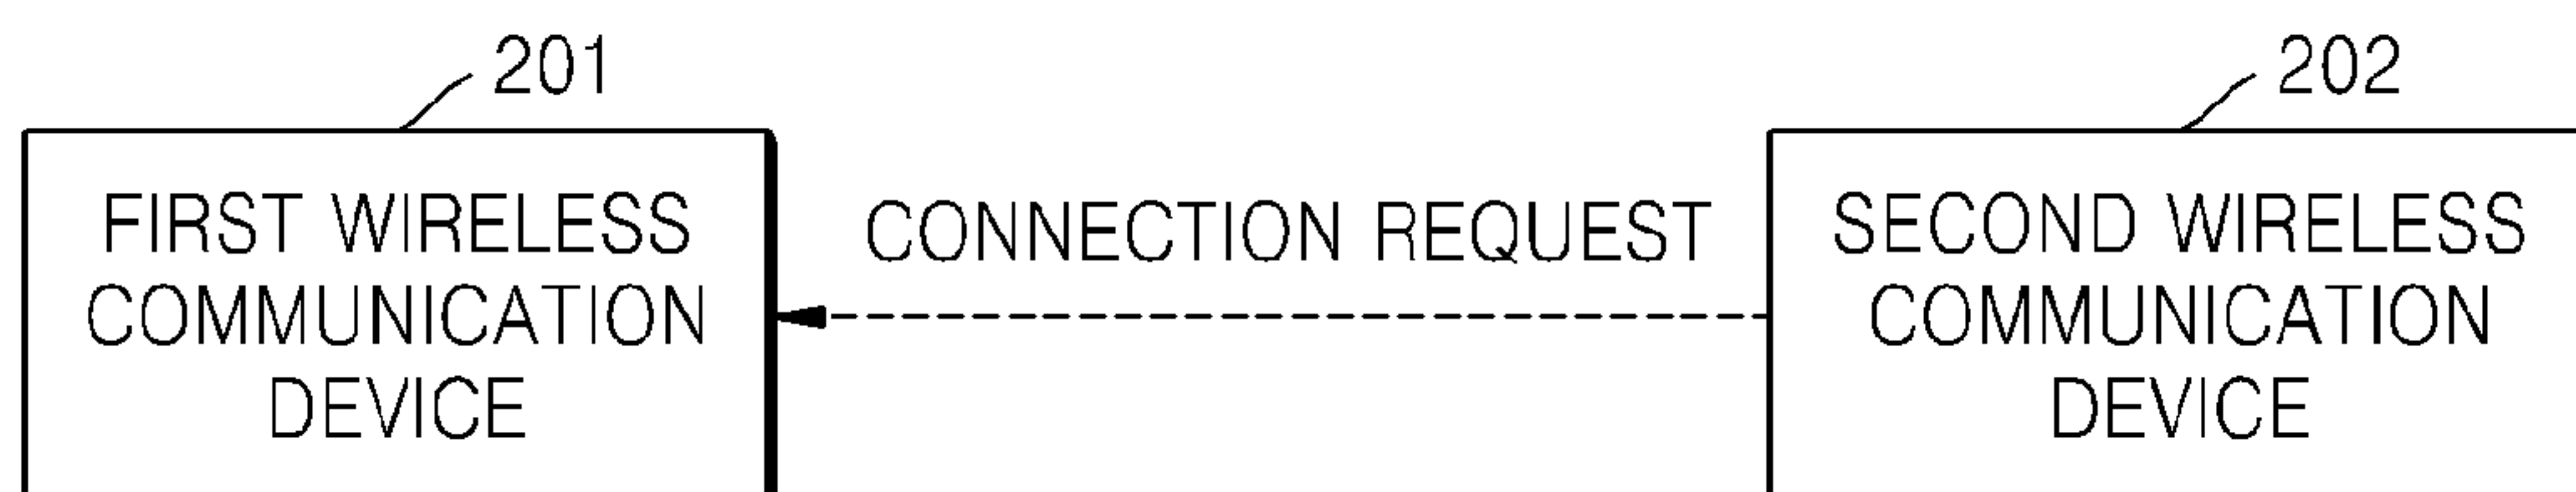 201
202
FIRST WIRELESS
COMMUNICATION
DEVICE
CONNECTION REQUEST
SECOND WIRELESS
COMMUNICATION
DEVICE